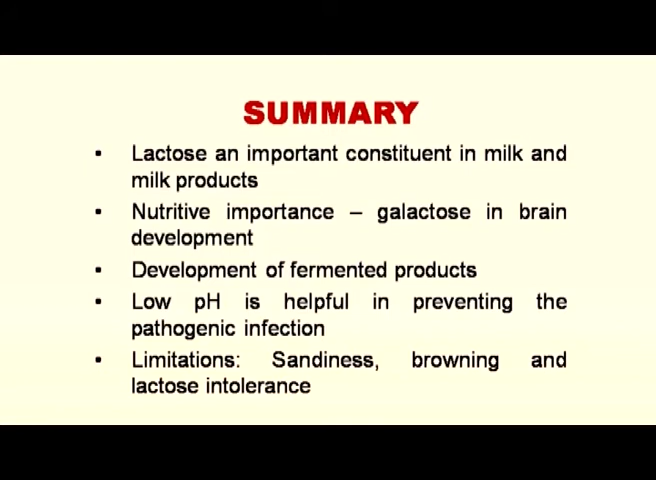 SUMMARY
▪ Lactose an important constituent in milk and
milk products
▪ Nutritive importance – galactose in brain
development
▪ Development of fermented products
▪ Low pH is helpful in preventing the
pathogenic infection
▪ Limitations: Sandiness, browning and
lactose intolerance